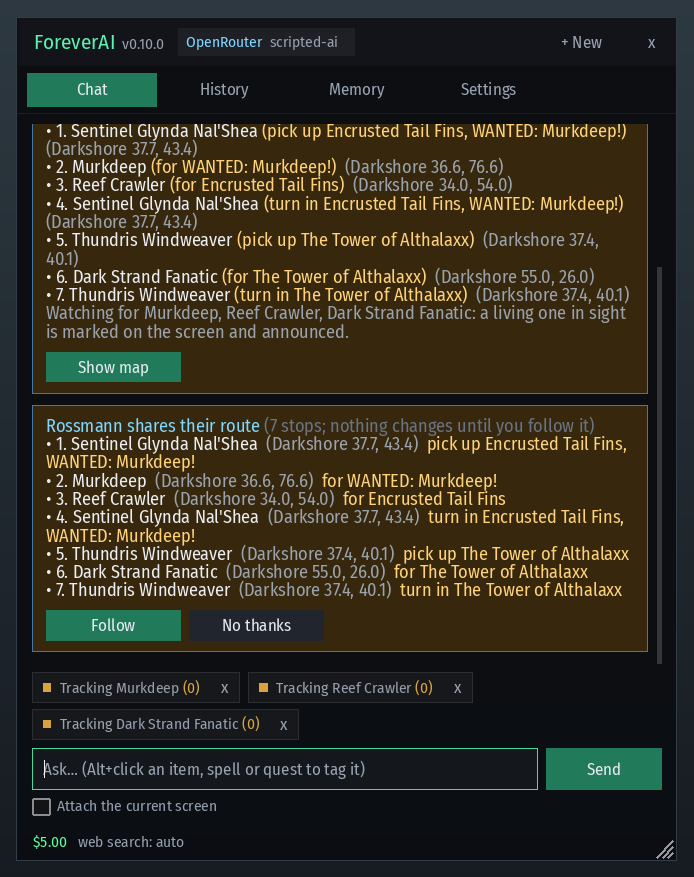 ForeverAI v0.10.0 OpenRouter scripted-ai + New x
Chat History Memory Settings
• 1. Sentinel Glynda Nal'Shea (pick up Encrusted Tail Fins, WANTED: Murkdeep!)
(Darkshore 37.7, 43.4)
• 2. Murkdeep (for WANTED: Murkdeep!) (Darkshore 36.6, 76.6)
• 3. Reef Crawler (for Encrusted Tail Fins) (Darkshore 34.0, 54.0)
• 4. Sentinel Glynda Nal'Shea (turn in Encrusted Tail Fins, WANTED: Murkdeep!)
(Darkshore 37.7, 43.4)
• 5. Thundris Windweaver (pick up The Tower of Althalaxx) (Darkshore 37.4,
40.1)
• 6. Dark Strand Fanatic (for The Tower of Althalaxx) (Darkshore 55.0, 26.0)
• 7. Thundris Windweaver (turn in The Tower of Althalaxx) (Darkshore 37.4, 40.1)
Watching for Murkdeep, Reef Crawler, Dark Strand Fanatic: a living one in sight
is marked on the screen and announced.
Show map
Rossmann shares their route (7 stops; nothing changes until you follow it)
• 1. Sentinel Glynda Nal'Shea (Darkshore 37.7, 43.4) pick up Encrusted Tail Fins,
WANTED: Murkdeep!
• 2. Murkdeep (Darkshore 36.6, 76.6) for WANTED: Murkdeep!
• 3. Reef Crawler (Darkshore 34.0, 54.0) for Encrusted Tail Fins
• 4. Sentinel Glynda Nal'Shea (Darkshore 37.7, 43.4) turn in Encrusted Tail Fins,
WANTED: Murkdeep!
• 5. Thundris Windweaver (Darkshore 37.4, 40.1) pick up The Tower of Althalaxx
• 6. Dark Strand Fanatic (Darkshore 55.0, 26.0) for The Tower of Althalaxx
• 7. Thundris Windweaver (Darkshore 37.4, 40.1) turn in The Tower of Althalaxx
Follow No thanks
Tracking Murkdeep (0) x Tracking Reef Crawler (0) x
Tracking Dark Strand Fanatic (0) x
Ask... (Alt+click an item, spell or quest to tag it) Send
Attach the current screen
$5.00 web search: auto